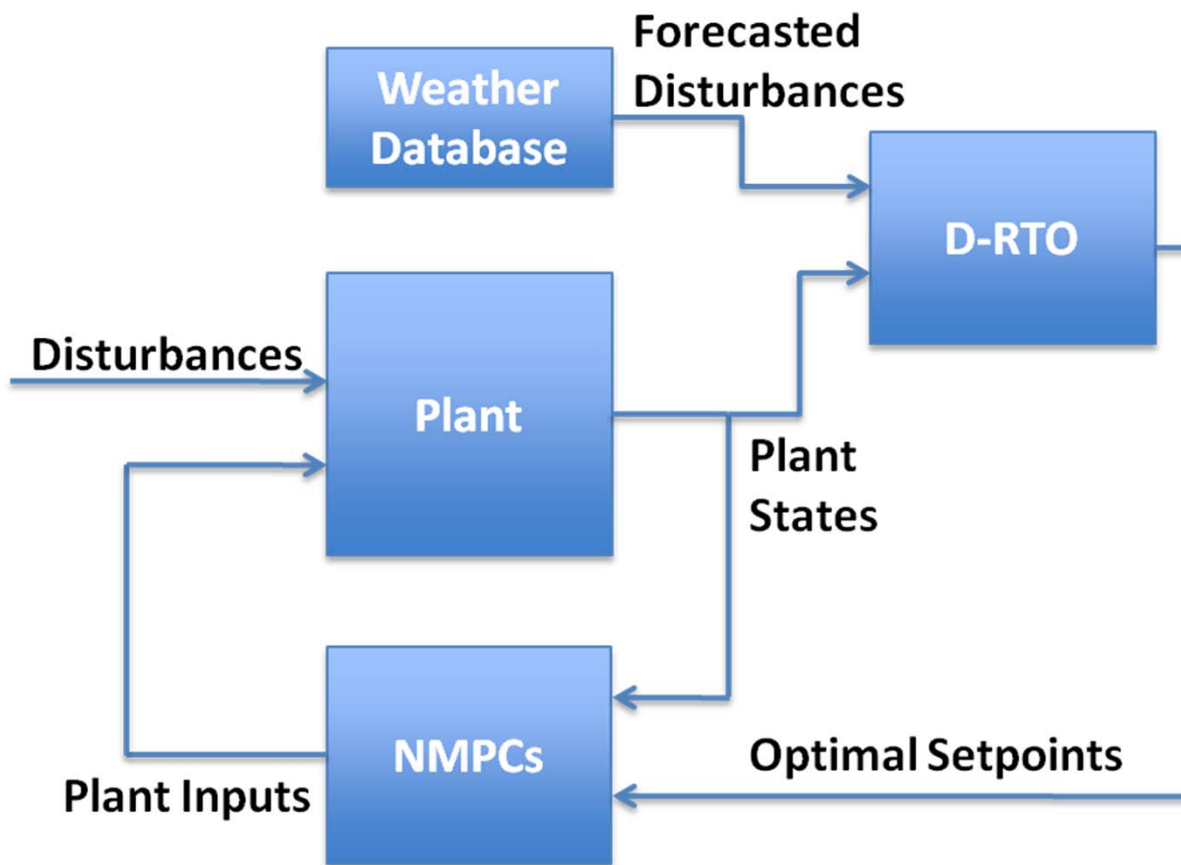 Forecasted
Disturbances
Weather
Database
D-RTO
Disturbances
Plant
Plant
States
NMPCs
Optimal Setpoints
Plant Inputs